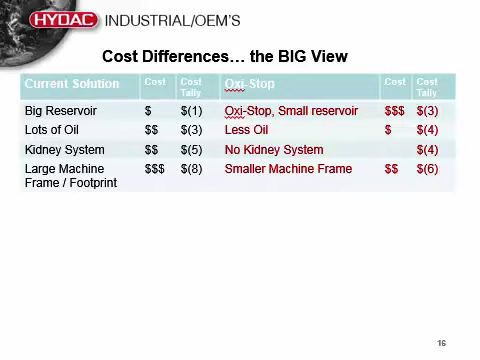 HYDAC INDUSTRIAL/OEM'S
Cost Differences… the BIG View
Current Solution Cost Cost Tally Oxi-Stop Cost Cost Tally
Big Reservoir $ $(1) Oxi-Stop, Small reservoir $$$ $(3)
Lots of Oil $$ $(3) Less Oil $ $(4)
Kidney System $$ $(5) No Kidney System $(4)
Large Machine Frame / Footprint $$$ $(8) Smaller Machine Frame $$ $(6)
16